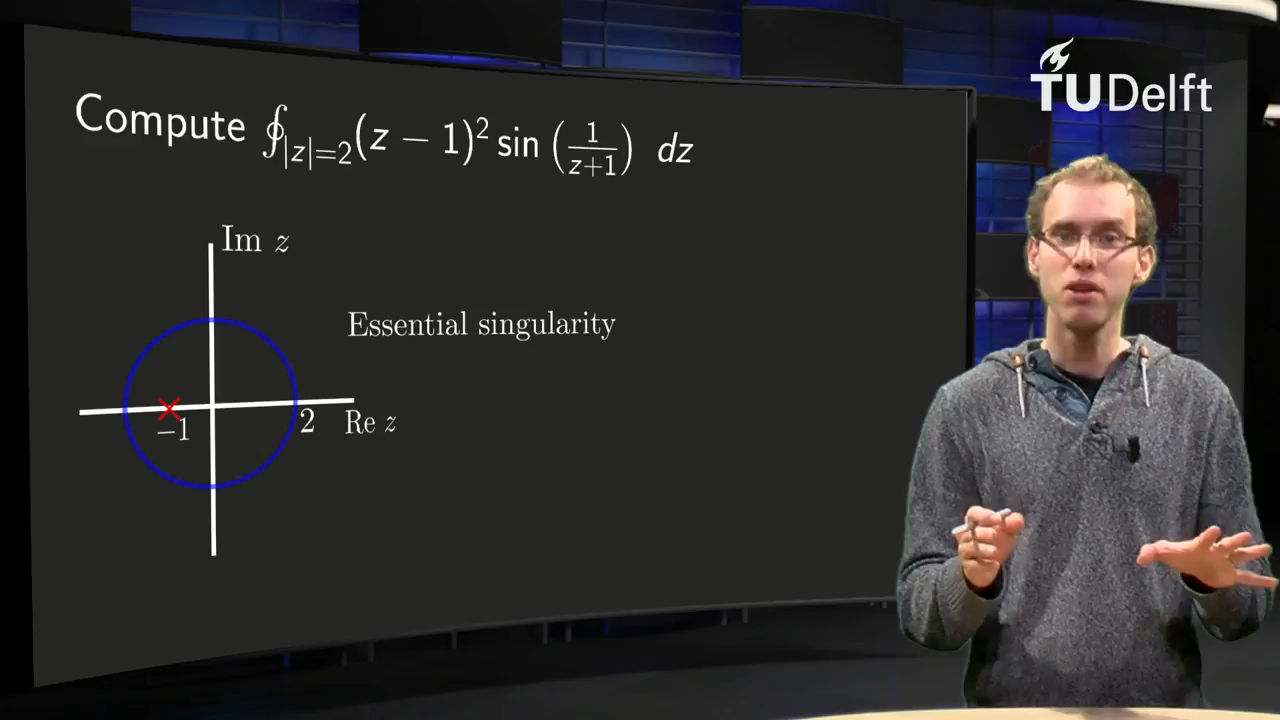 TUDelft
Compute ∮|z|=2(z − 1)² sin (1/(z+1)) dz
Im z
Essential singularity
−1
2
Re z